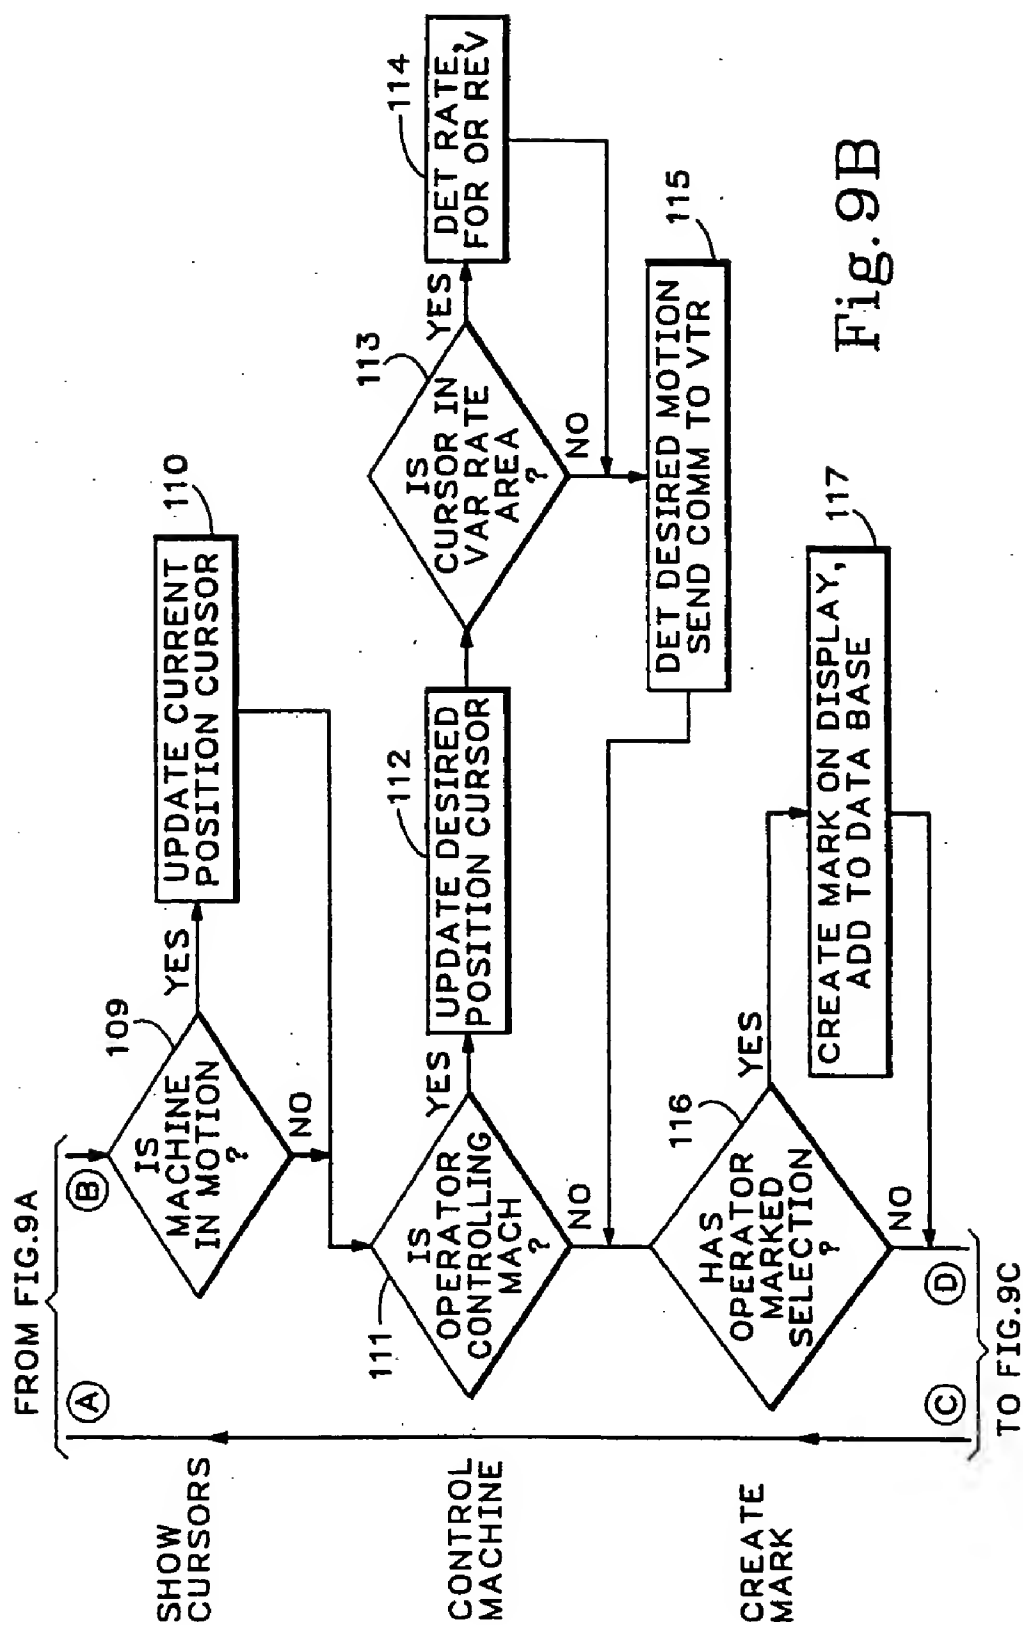 FROM FIG.9A
A
B
SHOW
CURSORS
109
IS
MACHINE
IN MOTION
?
YES
NO
110
UPDATE CURRENT
POSITION CURSOR
CONTROL
MACHINE
111
IS
OPERATOR
CONTROLLING
MACH
?
YES
NO
112
UPDATE DESIRED
POSITION CURSOR
113
IS
CURSOR IN
VAR RATE
AREA
?
YES
NO
114
DET RATE,
FOR OR REV
115
DET DESIRED MOTION
SEND COMM TO VTR
CREATE
MARK
116
HAS
OPERATOR
MARKED
SELECTION
?
YES
NO
117
CREATE MARK ON DISPLAY,
ADD TO DATA BASE
C
D
TO FIG.9C
Fig. 9B